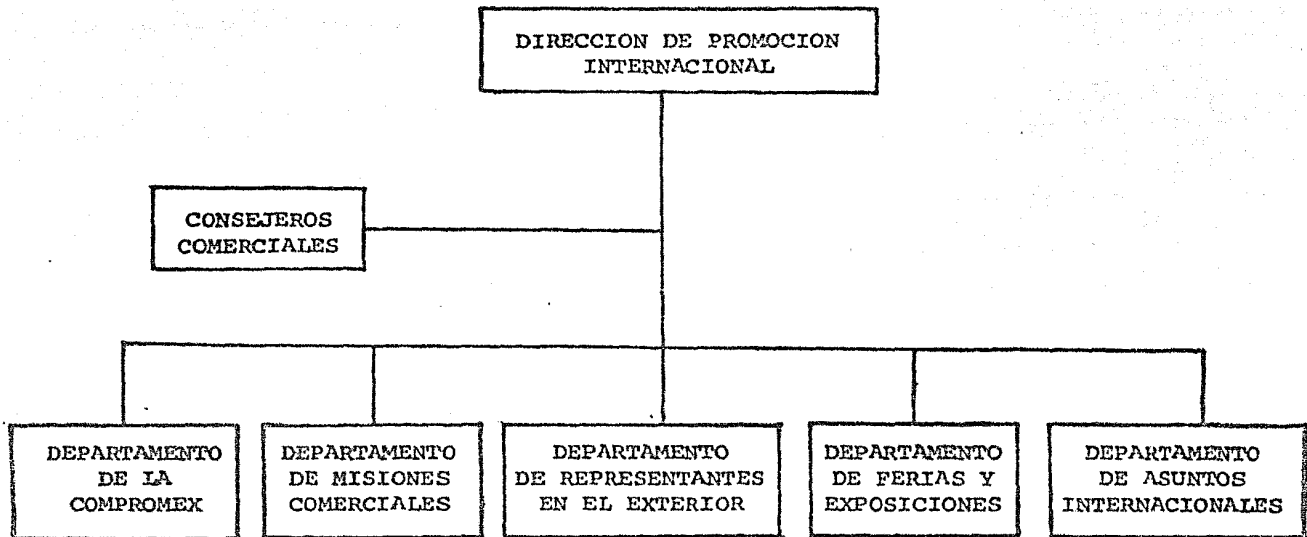 DIRECCION DE PROMOCION
INTERNACIONAL
CONSEJEROS
COMERCIALES
DEPARTAMENTO
DE LA
COMPROMEX
DEPARTAMENTO
DE MISIONES
COMERCIALES
DEPARTAMENTO
DE REPRESENTANTES
EN EL EXTERIOR
DEPARTAMENTO
DE FERIAS Y
EXPOSICIONES
DEPARTAMENTO
DE ASUNTOS
INTERNACIONALES